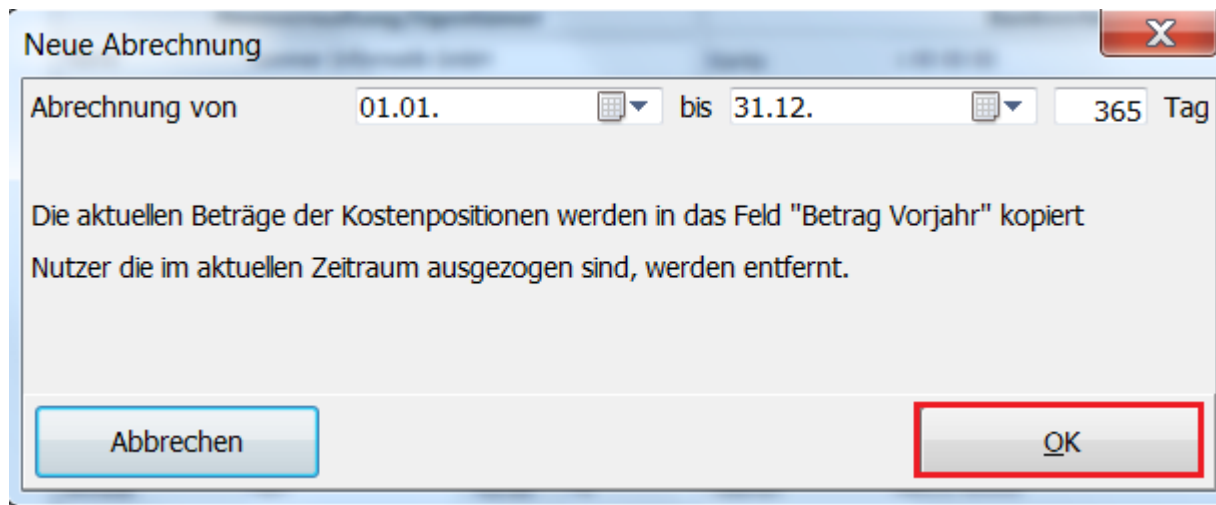 Neue Abrechnung
Abrechnung von 01.01. bis 31.12. 365 Tag
Die aktuellen Beträge der Kostenpositionen werden in das Feld "Betrag Vorjahr" kopiert
Nutzer die im aktuellen Zeitraum ausgezogen sind, werden entfernt.
Abbrechen OK